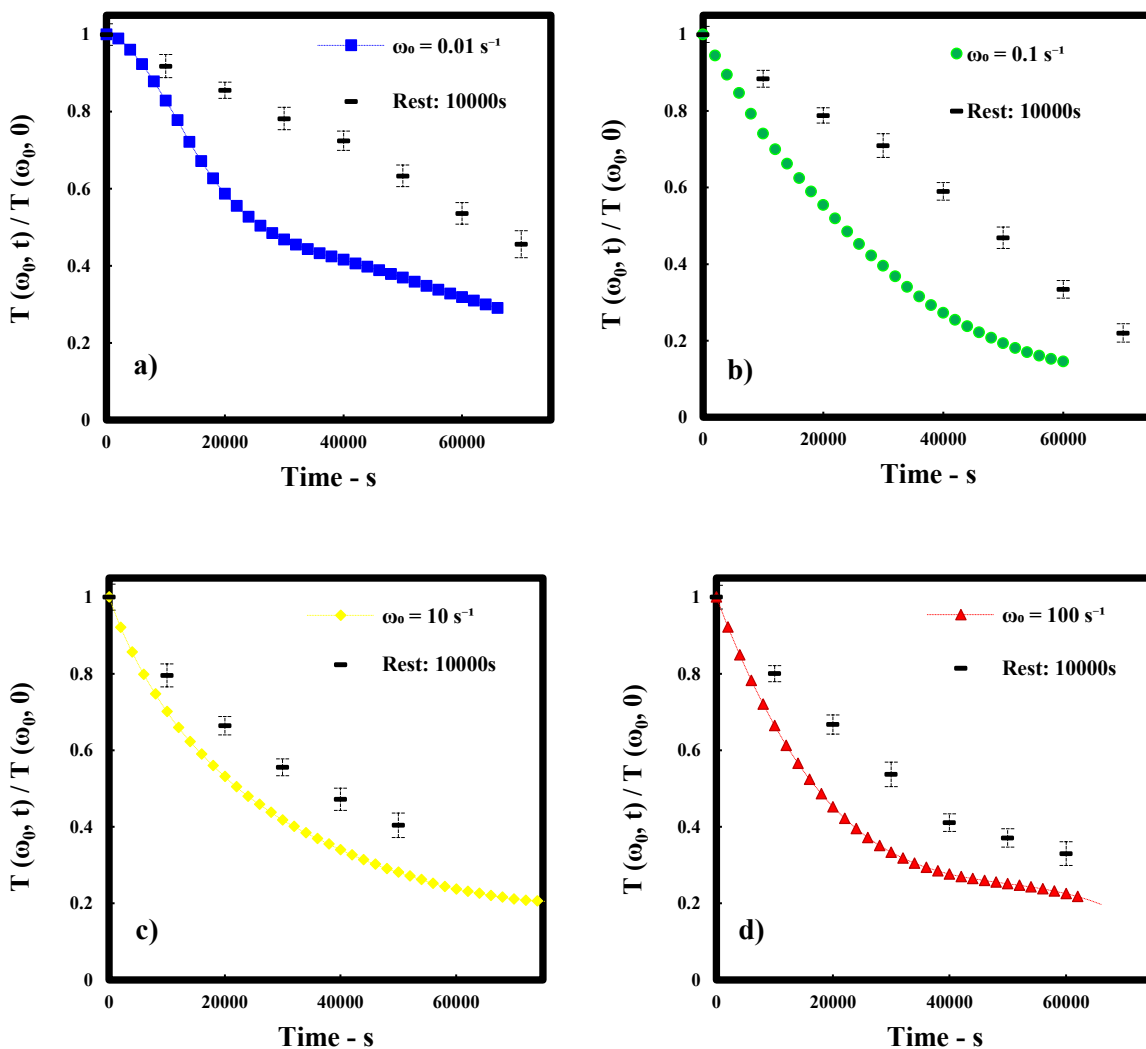 T (ω₀, t) / T (ω₀, 0)
1
0.8
0.6
0.4
0.2
0
ω₀ = 0.01 s⁻¹
Rest: 10000s
a)
0 20000 40000 60000
Time - s
T (ω₀, t) / T (ω₀, 0)
1
0.8
0.6
0.4
0.2
0
ω₀ = 0.1 s⁻¹
Rest: 10000s
b)
0 20000 40000 60000
Time - s
T (ω₀, t) / T (ω₀, 0)
1
0.8
0.6
0.4
0.2
0
ω₀ = 10 s⁻¹
Rest: 10000s
c)
0 20000 40000 60000
Time - s
T (ω₀, t) / T (ω₀, 0)
1
0.8
0.6
0.4
0.2
0
ω₀ = 100 s⁻¹
Rest: 10000s
d)
0 20000 40000 60000
Time - s